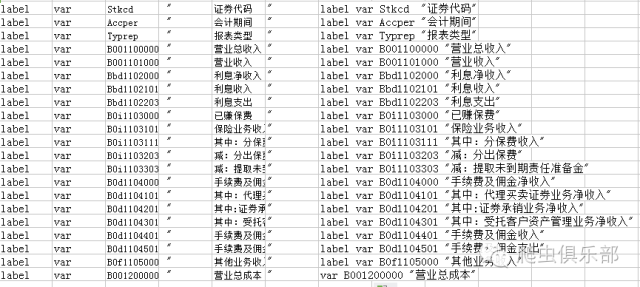 label var Stkcd " 证券代码 " label var Stkcd "证券代码"
label var Accper " 会计期间 " label var Accper "会计期间"
label var Typrep " 报表类型 " label var Typrep "报表类型"
label var B001100000 " 营业总收入 " label var B001100000 "营业总收入"
label var B001101000 " 营业收入 " label var B001101000 "营业收入"
label var Bbd1102000 " 利息净收入 " label var Bbd1102000 "利息净收入"
label var Bbd1102101 " 利息收入 " label var Bbd1102101 "利息收入"
label var Bbd1102203 " 利息支出 " label var Bbd1102203 "利息支出"
label var B0i1103000 " 已赚保费 " label var B0i1103000 "已赚保费"
label var B0i1103101 " 保险业务收入 " label var B0i1103101 "保险业务收入"
label var B0i1103111 " 其中：分保费 " label var B0i1103111 "其中：分保费收入"
label var B0i1103203 " 减：分出保费 " label var B0i1103203 "减：分出保费"
label var B0i1103303 " 减：提取未到 " label var B0i1103303 "减：提取未到期责任准备金"
label var B0d1104000 " 手续费及佣金 " label var B0d1104000 "手续费及佣金净收入"
label var B0d1104101 " 其中：代理买 " label var B0d1104101 "其中：代理买卖证券业务净收入"
label var B0d1104201 " 其中:证券承 " label var B0d1104201 "其中:证券承销业务净收入"
label var B0d1104301 " 其中：受托 " label var B0d1104301 "其中：受托客户资产管理业务净收入"
label var B0d1104401 " 手续费及佣金 " label var B0d1104401 "手续费及佣金收入"
label var B0d1104501 " 手续费及佣金 " label var B0d1104501 "手续费及佣金支出"
label var B0f1105000 " 其他业务收入 " label var B0f1105000 "其他业务收入"
label var B001200000 " 营业总成本 " var B001200000 "营业总成本"
爬虫俱乐部